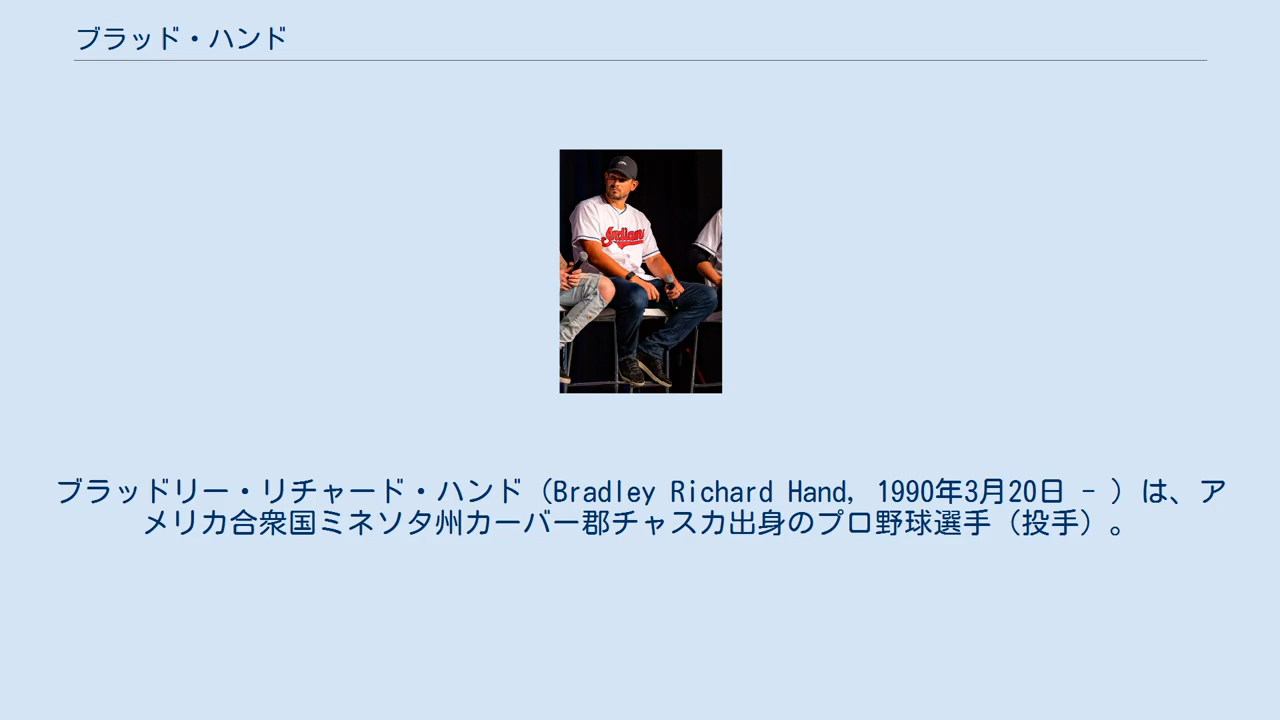 ブラッド・ハンド
Indians
ブラッドリー・リチャード・ハンド（Bradley Richard Hand, 1990年3月20日 - ）は、ア
メリカ合衆国ミネソタ州カーバー郡チャスカ出身のプロ野球選手（投手）。